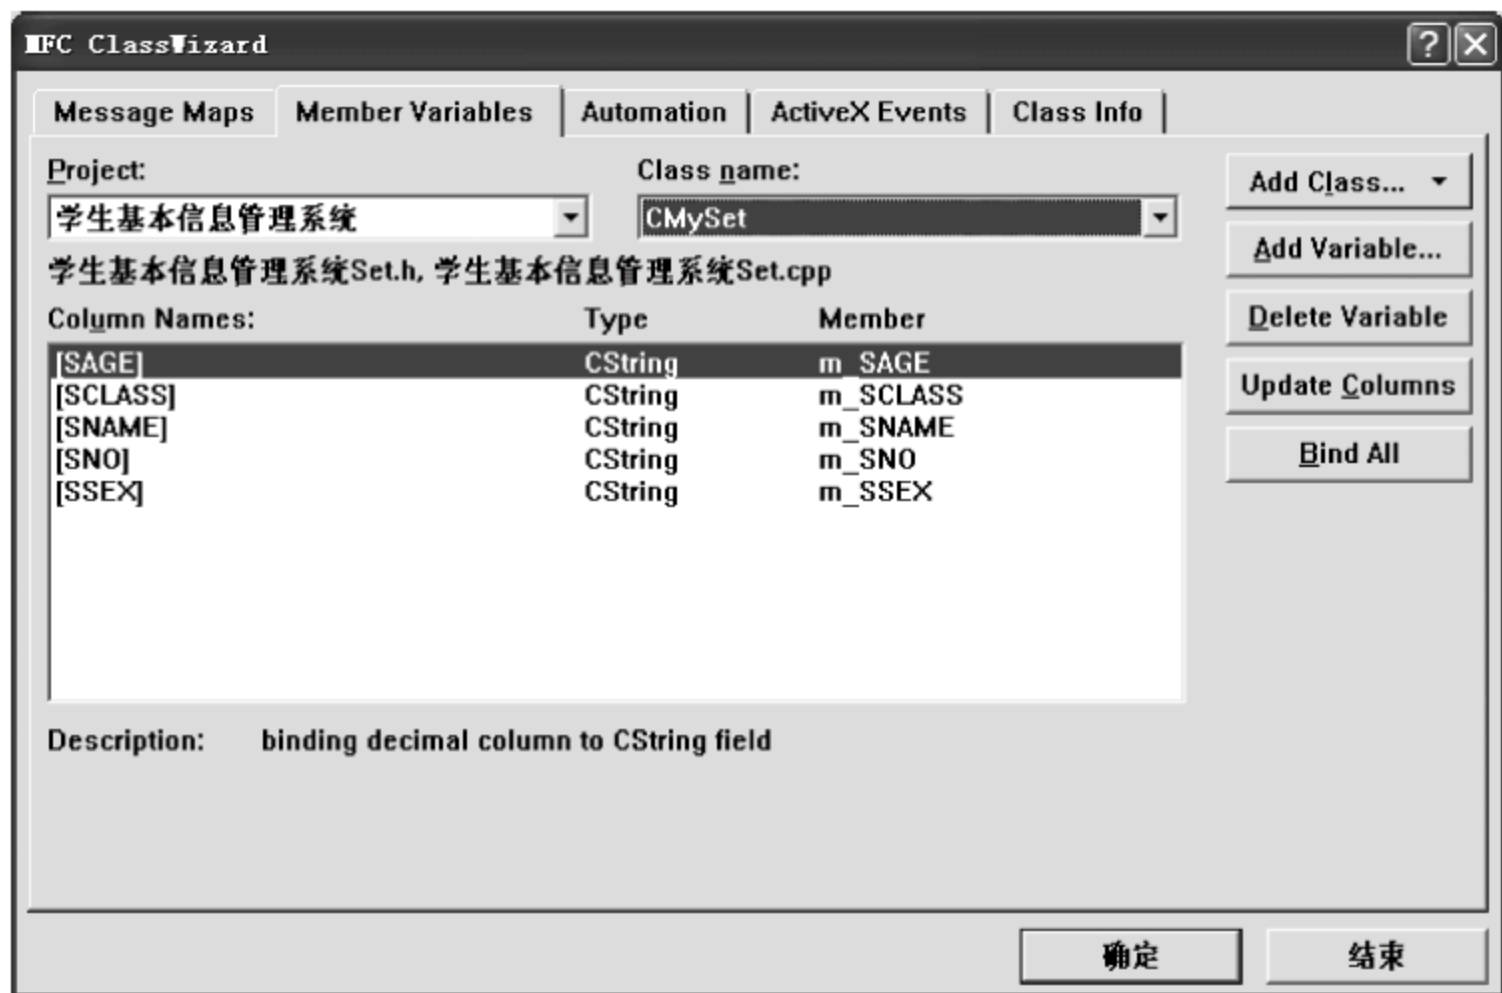 MFC ClassWizard
Message Maps Member Variables Automation ActiveX Events Class Info
Project: Class name: Add Class...
学生基本信息管理系统 CMySet
Add Variable...
学生基本信息管理系统Set.h, 学生基本信息管理系统Set.cpp
Column Names: Type Member Delete Variable
[SAGE] CString m_SAGE
Update Columns
[SCLASS] CString m_SCLASS
[SNAME] CString m_SNAME
Bind All
[SNO] CString m_SNO
[SSEX] CString m_SSEX
Description: binding decimal column to CString field
确定 结束